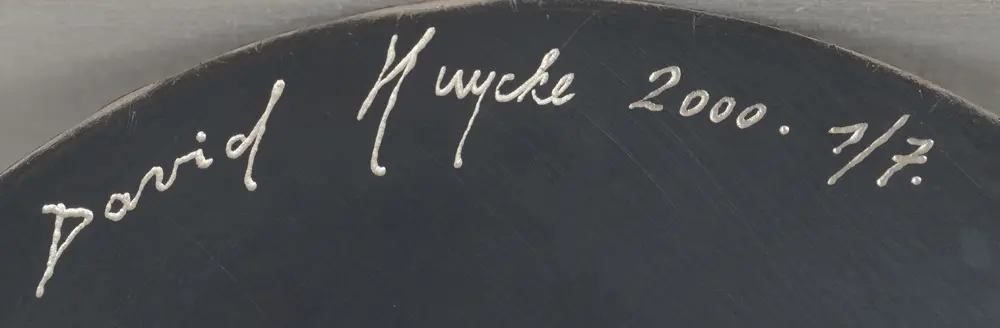 David Huycke 2000. 1/7.